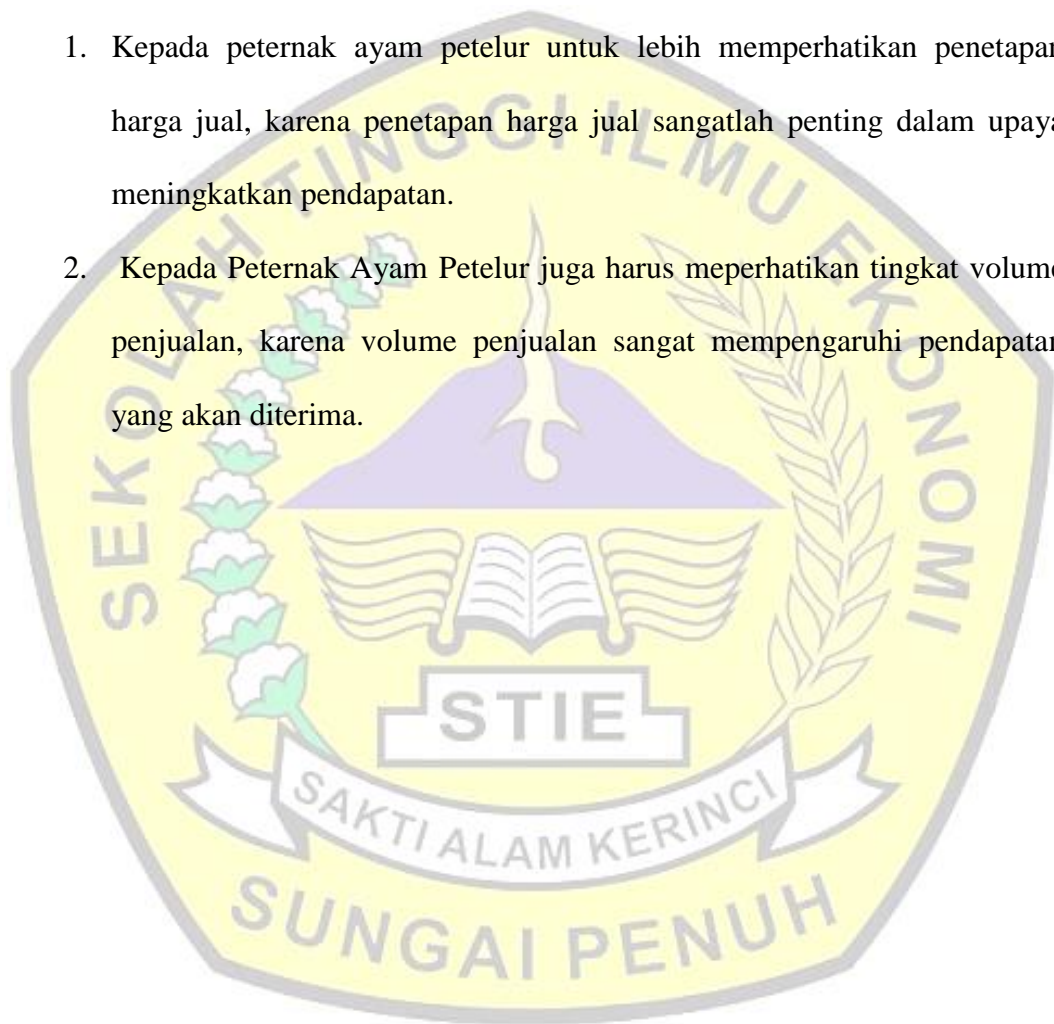 1. Kepada peternak ayam petelur untuk lebih memperhatikan penetapan
harga jual, karena penetapan harga jual sangatlah penting dalam upaya
meningkatkan pendapatan.
2. Kepada Peternak Ayam Petelur juga harus meperhatikan tingkat volume
penjualan, karena volume penjualan sangat mempengaruhi pendapatan
yang akan diterima.
SEKOLAH TINGGI ILMU EKONOMI
STIE
SAKTI ALAM KERINCI
SUNGAI PENUH